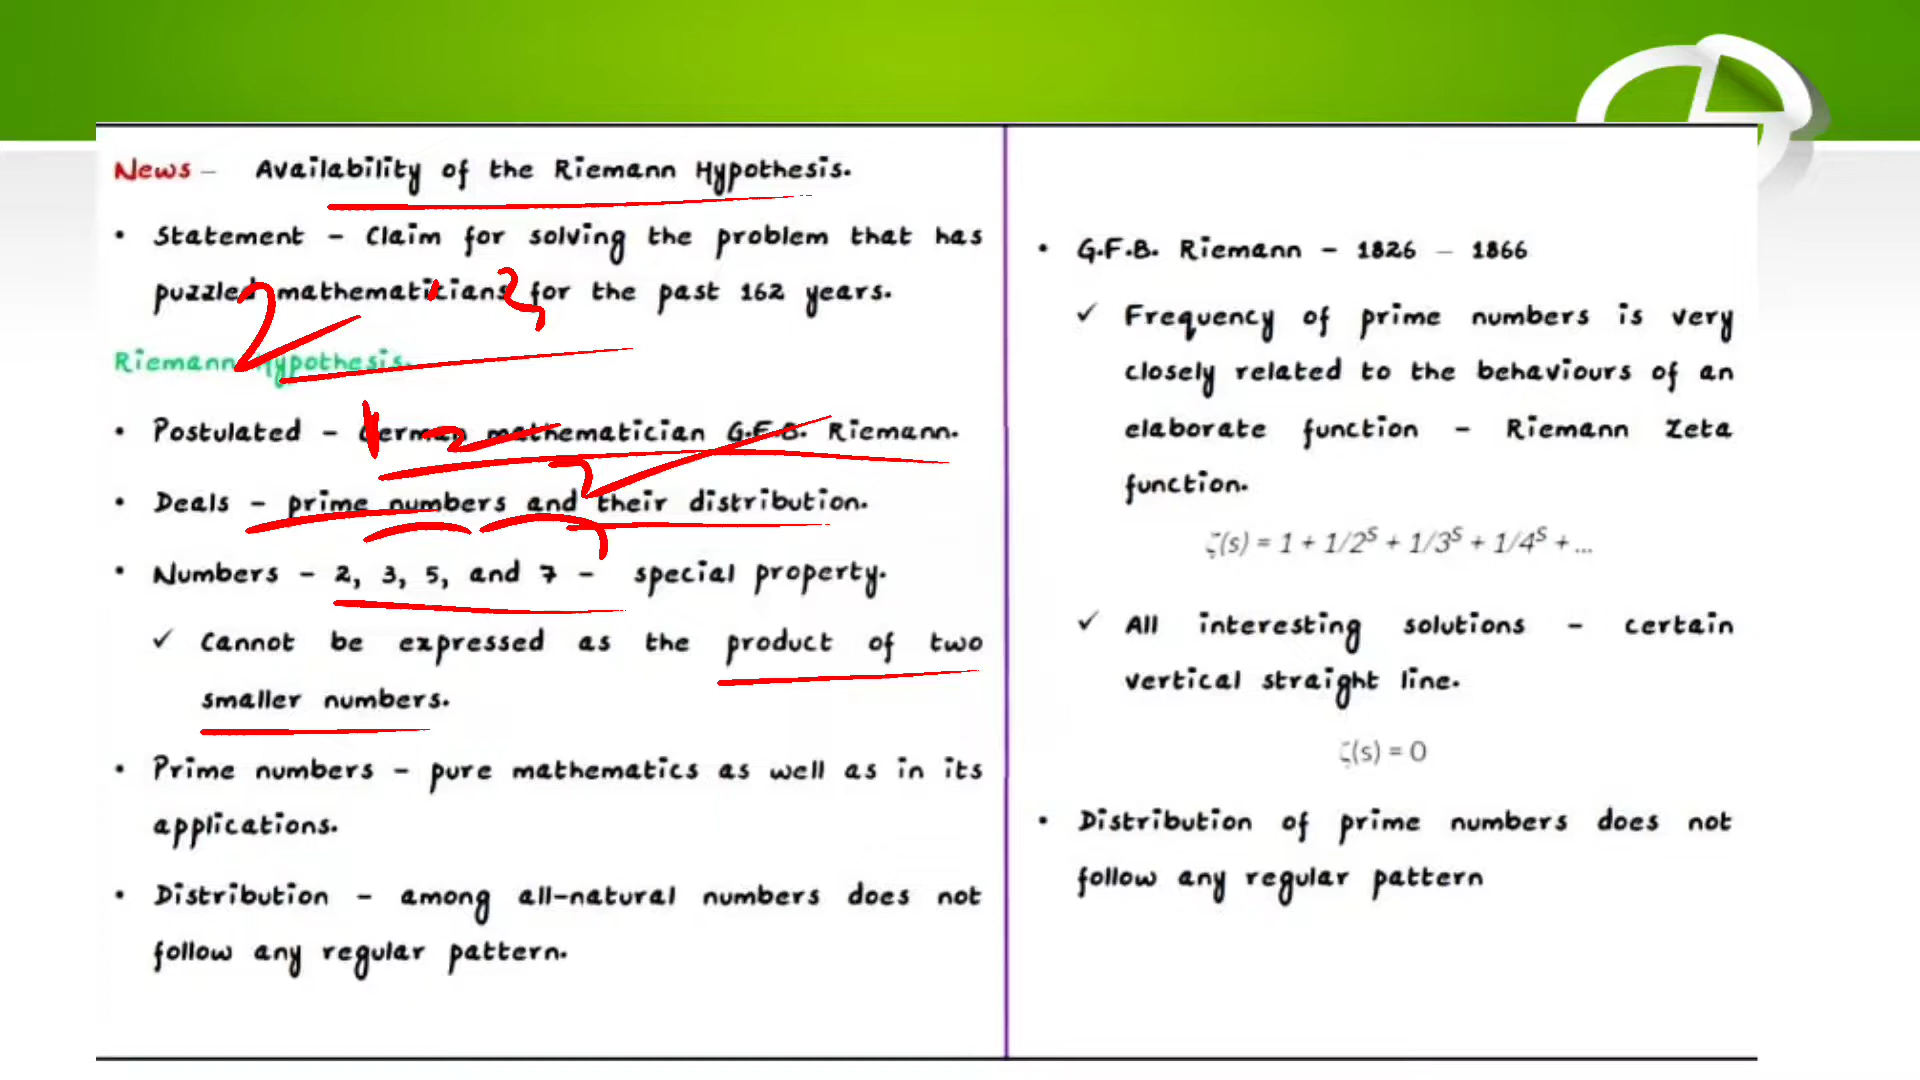 News – Availability of the Riemann Hypothesis.
• Statement – Claim for solving the problem that has
puzzled mathematicians for the past 162 years.
Riemann Hypothesis.
• Postulated – German mathematician G.F.B. Riemann.
• Deals – prime numbers and their distribution.
• Numbers – 2, 3, 5, and 7 – special property.
✓ Cannot be expressed as the product of two
smaller numbers.
• Prime numbers – pure mathematics as well as in its
applications.
• Distribution – among all-natural numbers does not
follow any regular pattern.
• G.F.B. Riemann – 1826 – 1866
✓ Frequency of prime numbers is very
closely related to the behaviours of an
elaborate function – Riemann Zeta
function.
ζ(s) = 1 + 1/2ˢ + 1/3ˢ + 1/4ˢ + ...
✓ All interesting solutions – certain
vertical straight line.
ζ(s) = 0
• Distribution of prime numbers does not
follow any regular pattern